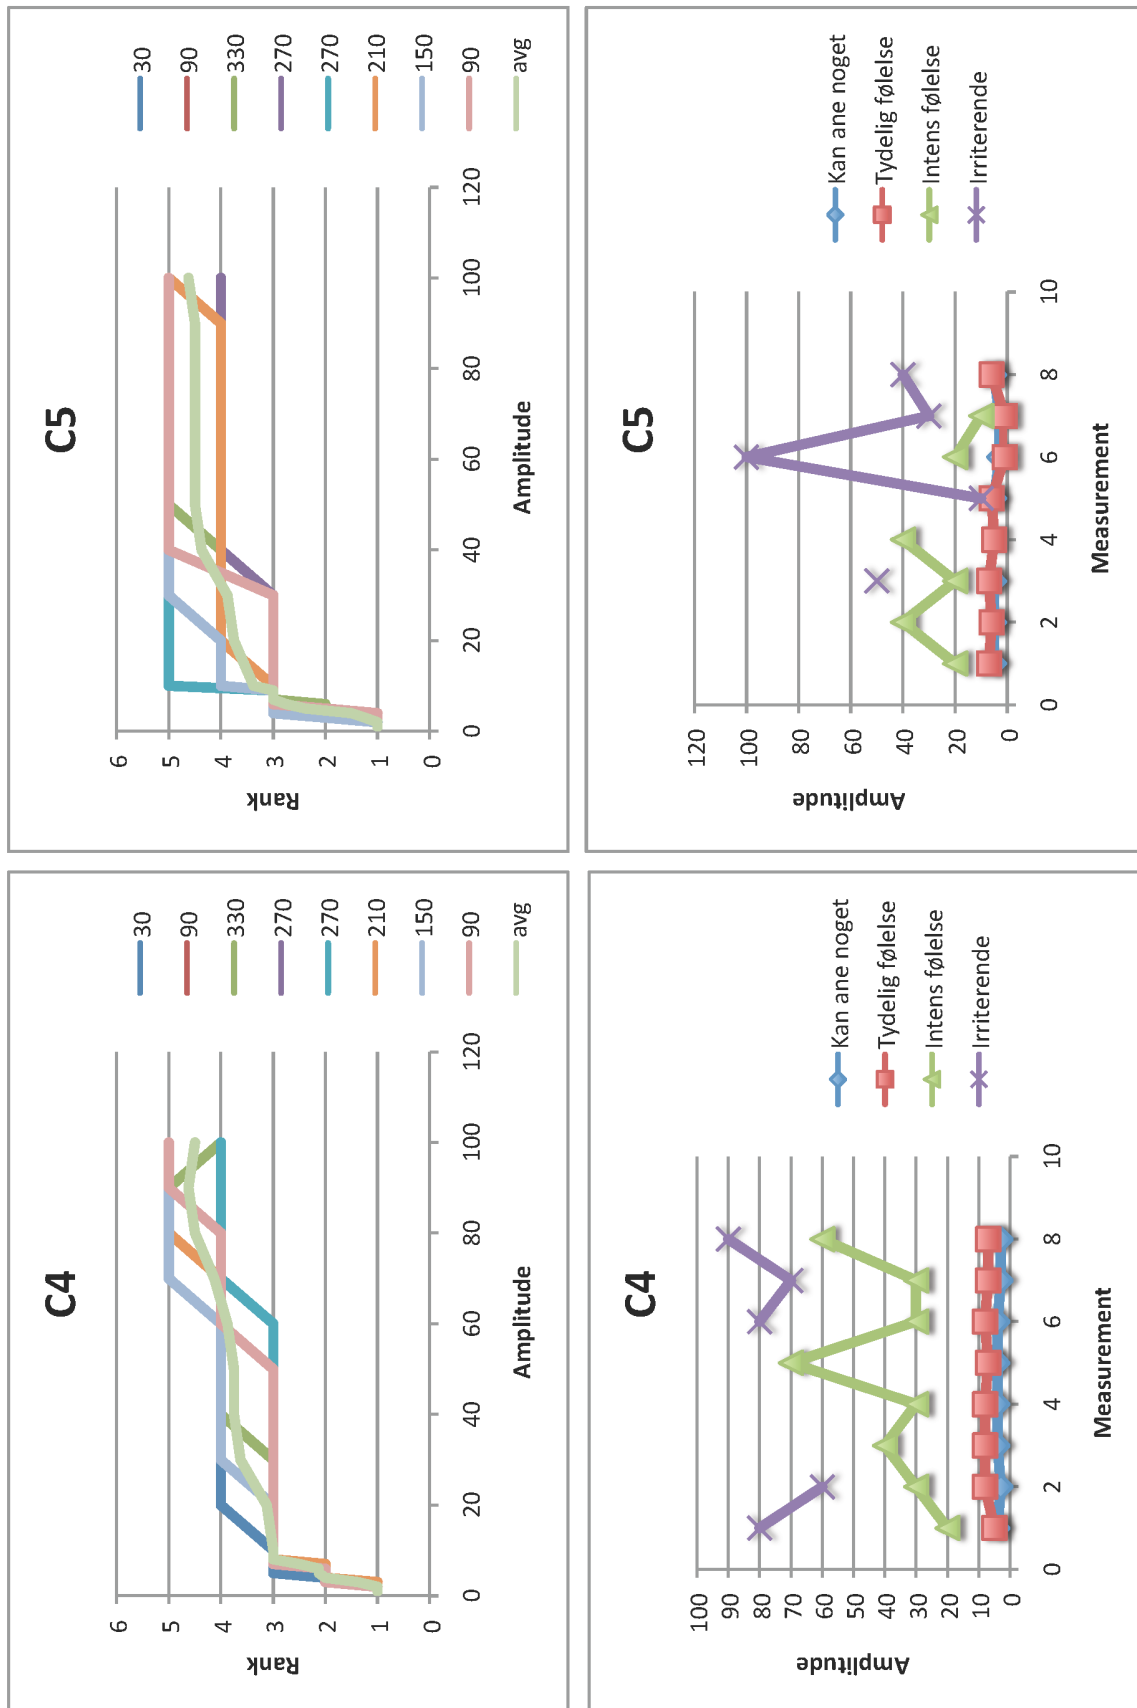 C4
6
5
4
3
2
1
0
Rank
0 20 40 60 80 100 120
Amplitude
30
90
330
270
270
210
150
90
avg
C4
100
90
80
70
60
50
40
30
20
10
0
Amplitude
0 2 4 6 8 10
Measurement
Kan ane noget
Tydelig følelse
Intens følelse
Irriterende
C5
6
5
4
3
2
1
0
Rank
0 20 40 60 80 100 120
Amplitude
30
90
330
270
270
210
150
90
avg
C5
120
100
80
60
40
20
0
Amplitude
0 2 4 6 8 10
Measurement
Kan ane noget
Tydelig følelse
Intens følelse
Irriterende